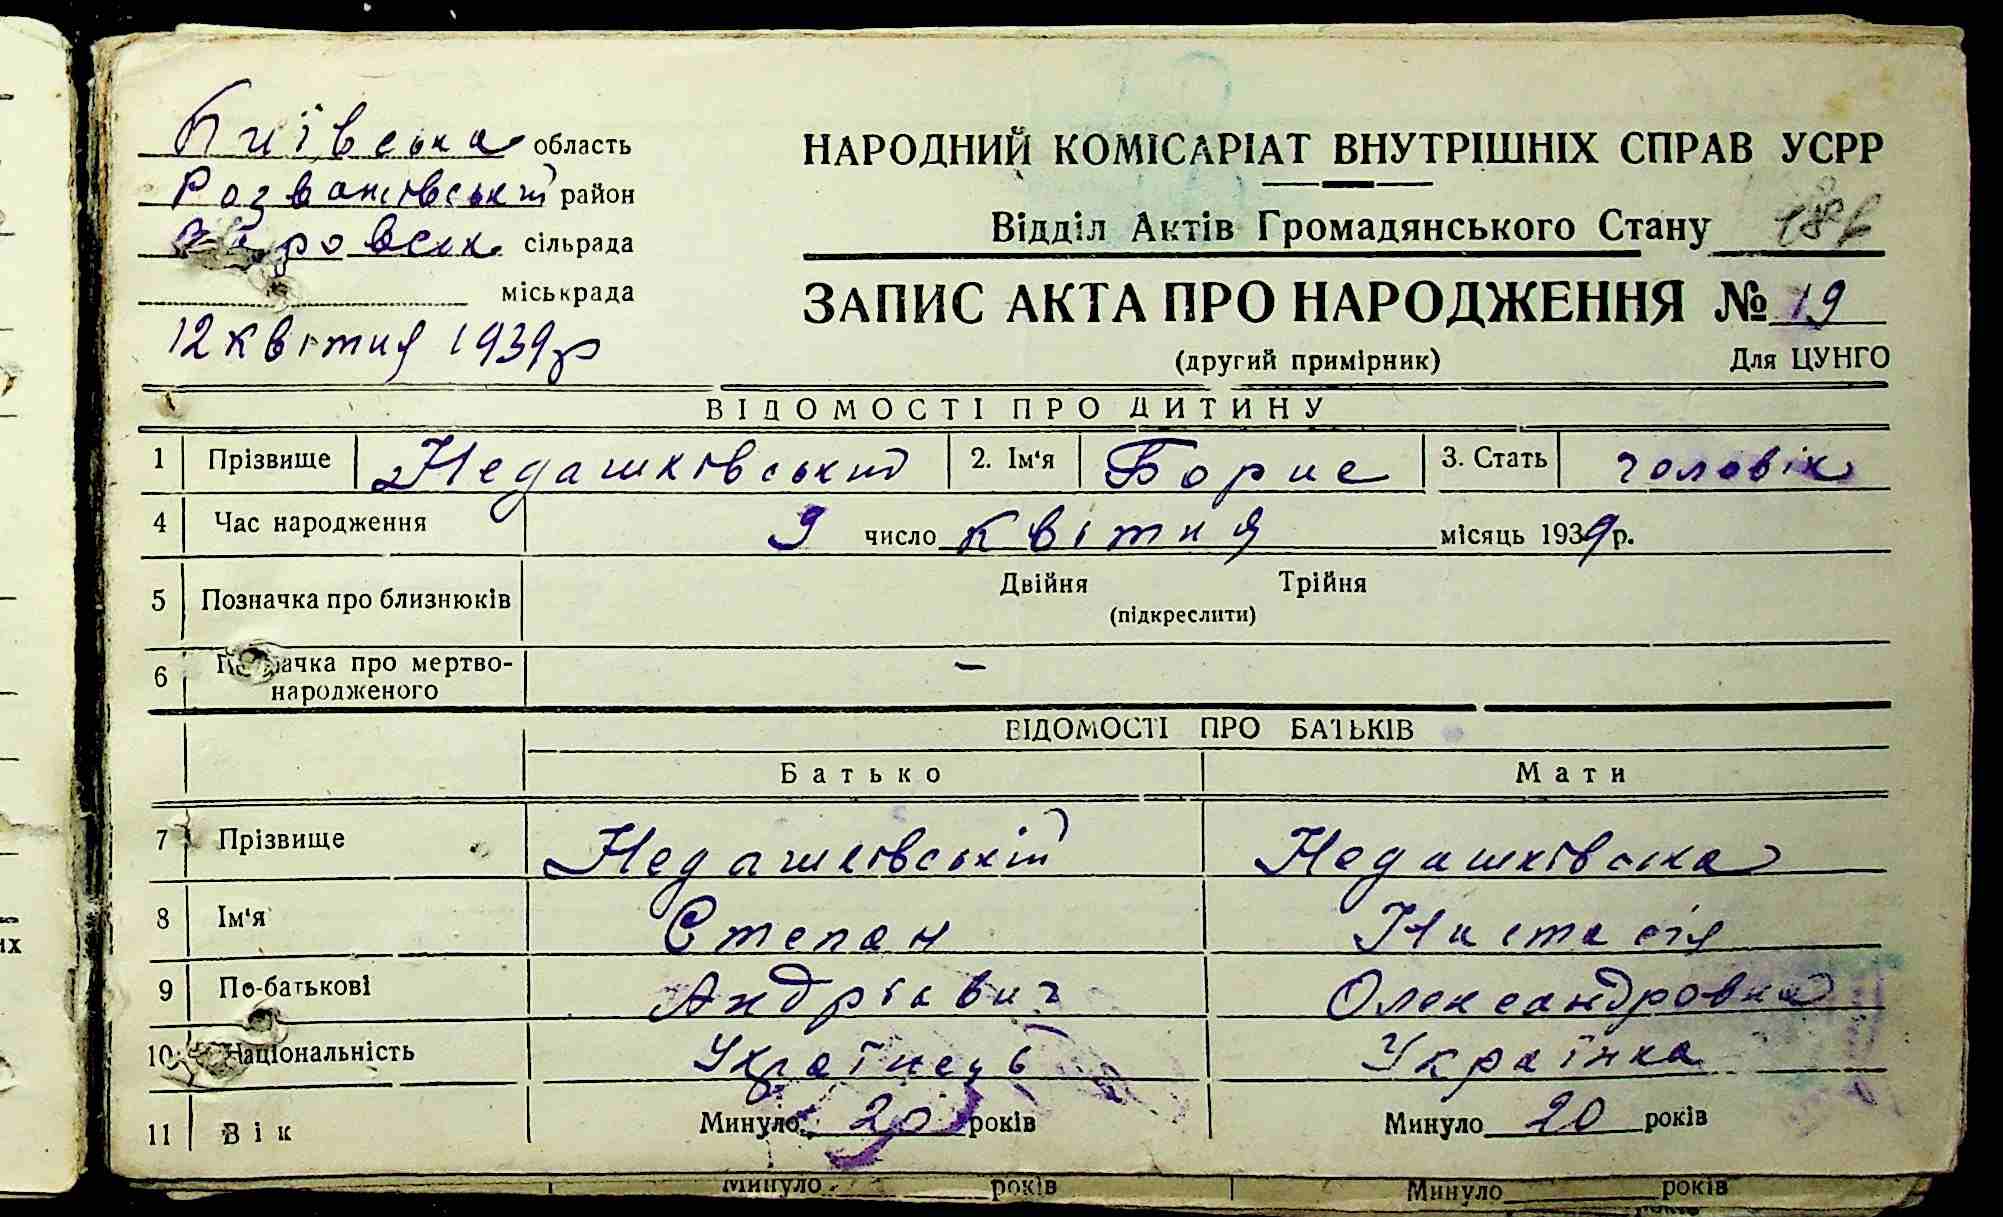 Київська область
Розважівський район
сільрада
міськрада
12 квітня 1939 р
НАРОДНИЙ КОМІСАРІАТ ВНУТРІШНІХ СПРАВ УСРР
Відділ Актів Громадянського Стану
ЗАПИС АКТА ПРО НАРОДЖЕННЯ № 19
(другий примірник) Для ЦУНГО
ВІДОМОСТІ ПРО ДИТИНУ
1 Прізвище Недашківський 2. Ім'я Борис 3. Стать чоловік
4 Час народження 9 число квітня місяць 1939 р.
5 Позначка про близнюків Двійня Трійня
(підкреслити)
6 Позначка про мертво- –
народженого
ВІДОМОСТІ ПРО БАТЬКІВ
Батько Мати
7 Прізвище Недашківський Недашківська
8 Ім'я Степан Настасія
9 По-батькові Андрієвич Олександровна
10 Національність Українець Українка
11 Вік Минуло 20 років Минуло 20 років
Минуло років Минуло років